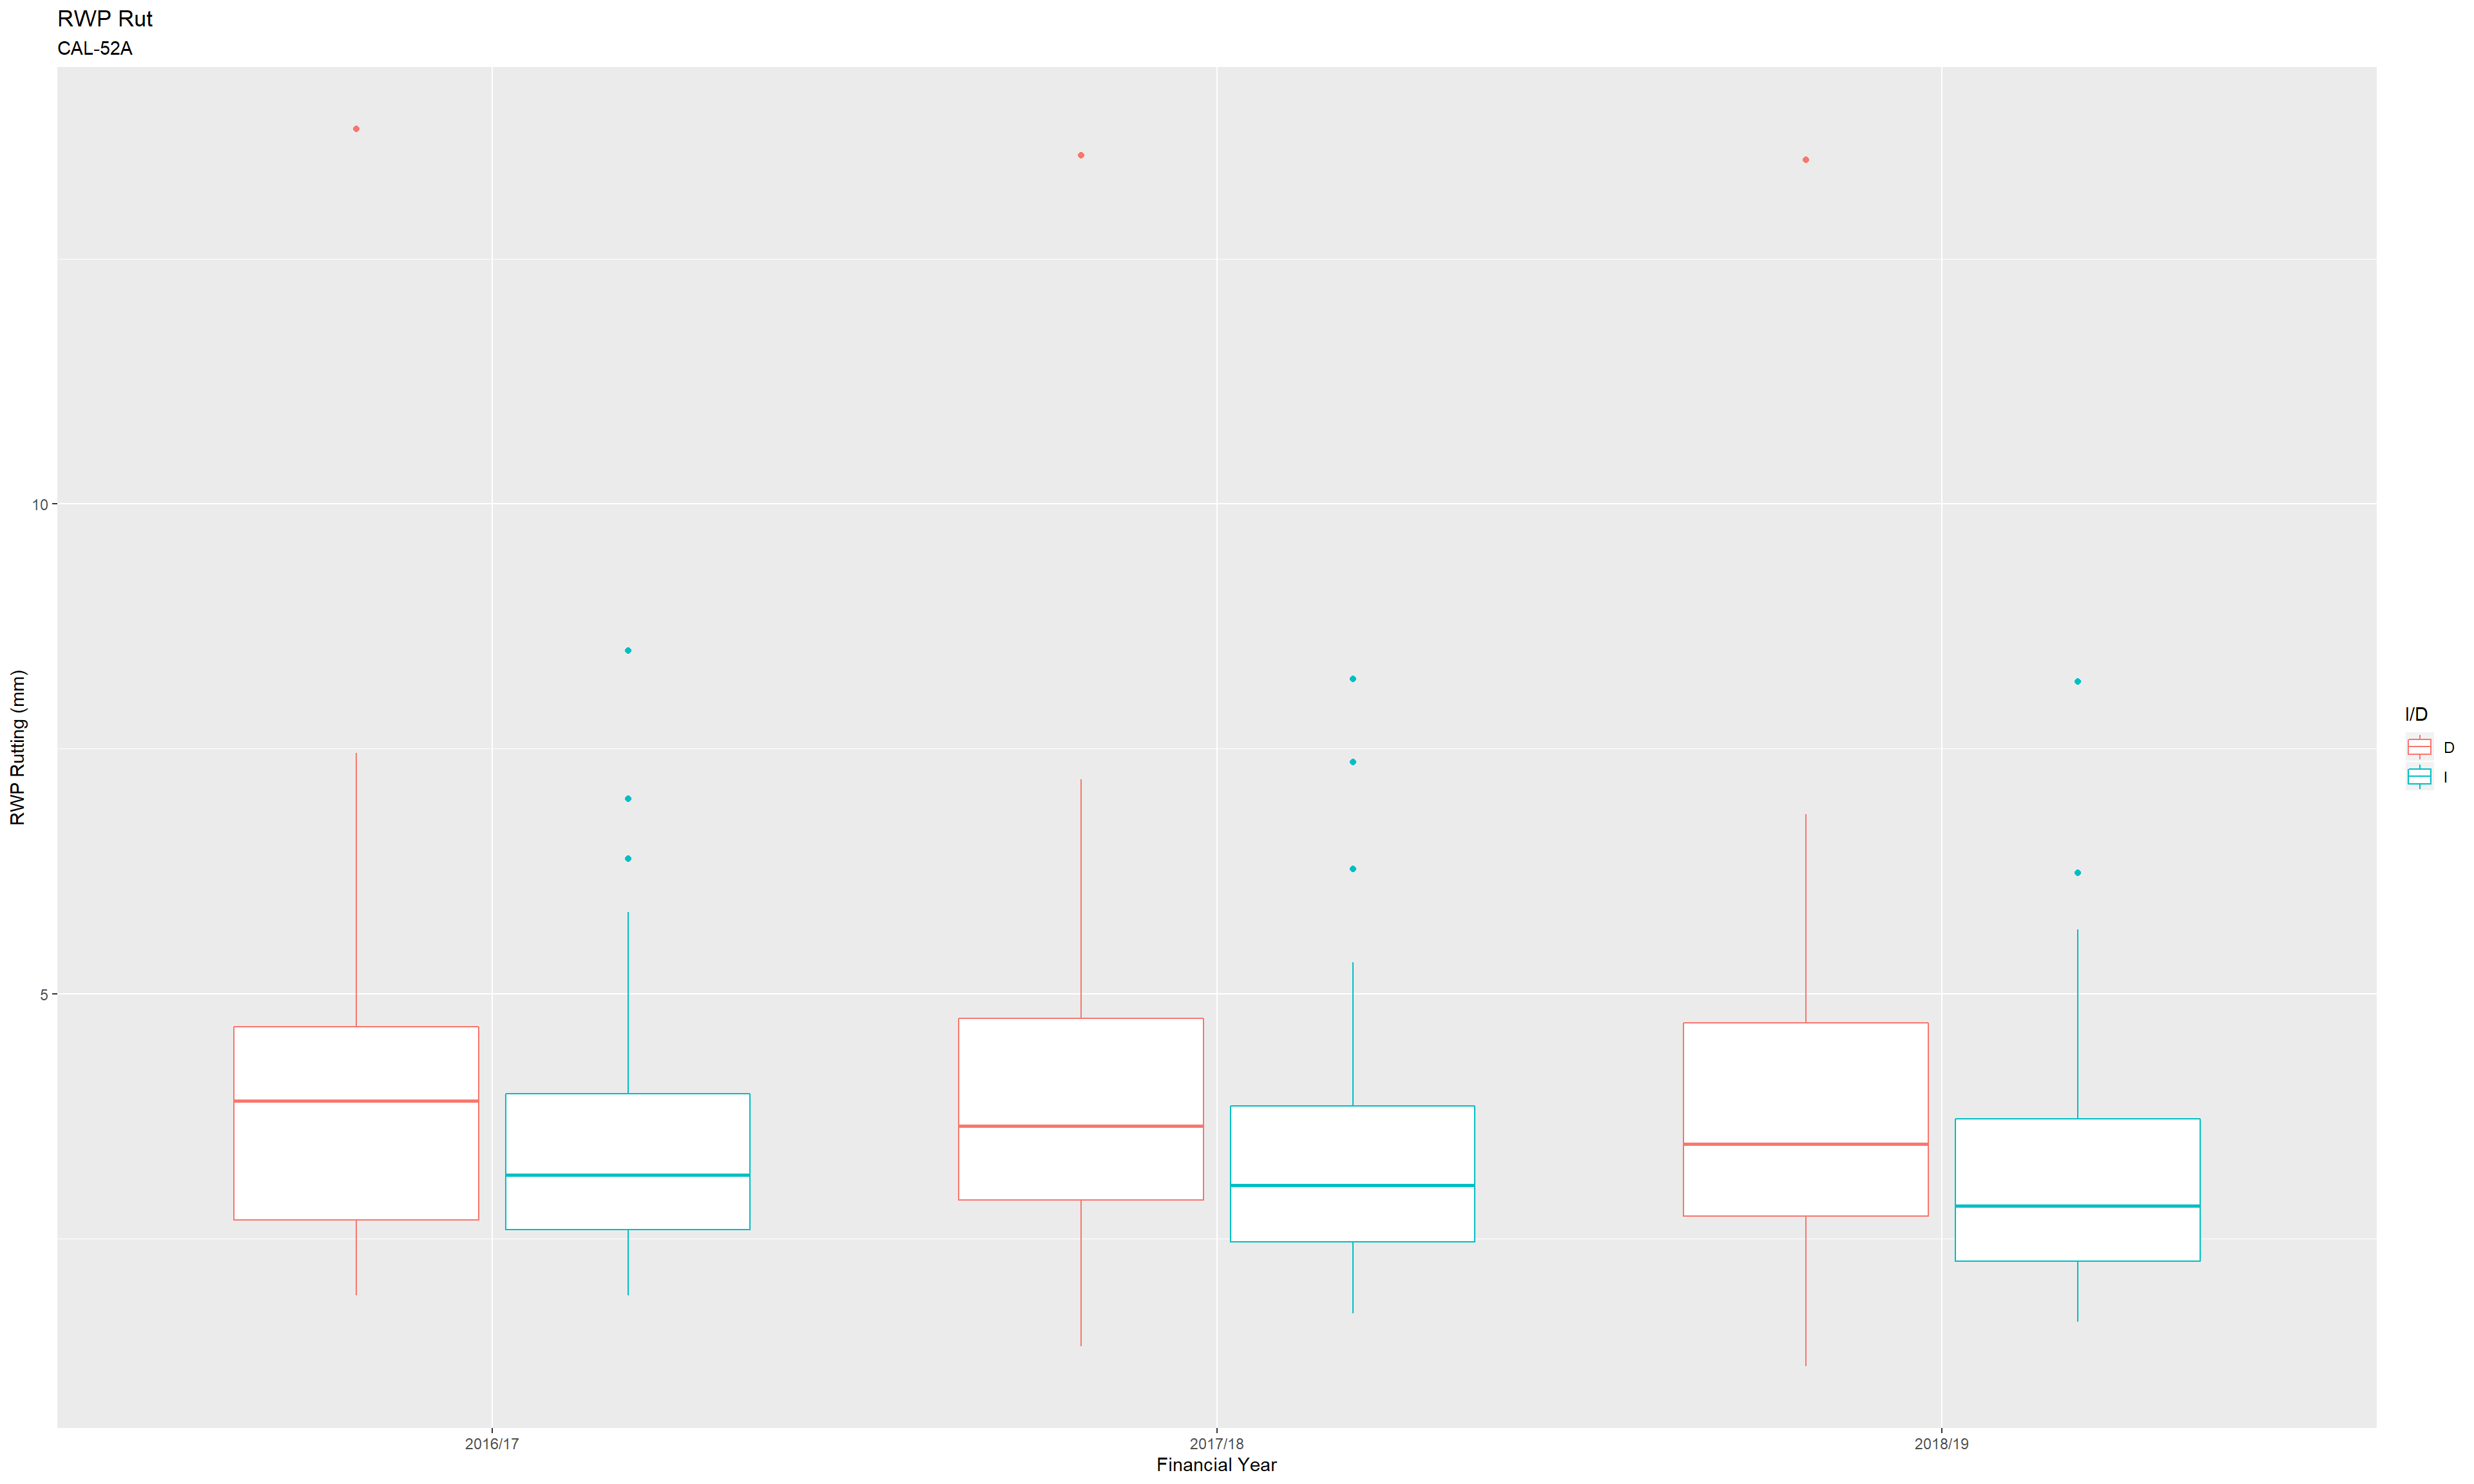 RWP Rut
CAL-52A
RWP Rutting (mm)
10
5
2016/17
2017/18
2018/19
Financial Year
I/D
D
I